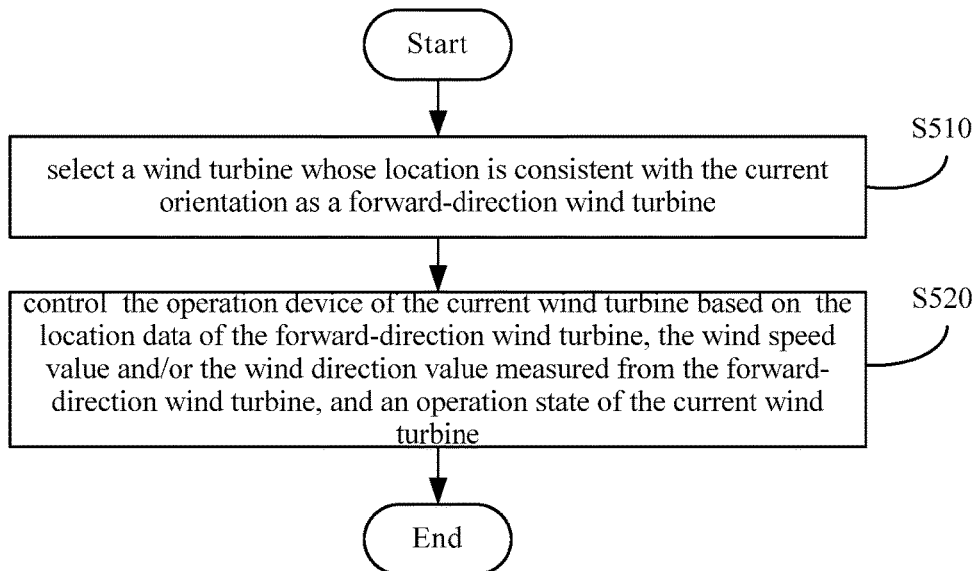 Start
S510
select a wind turbine whose location is consistent with the current
orientation as a forward-direction wind turbine
S520
control the operation device of the current wind turbine based on the
location data of the forward-direction wind turbine, the wind speed
value and/or the wind direction value measured from the forward-
direction wind turbine, and an operation state of the current wind
turbine
End